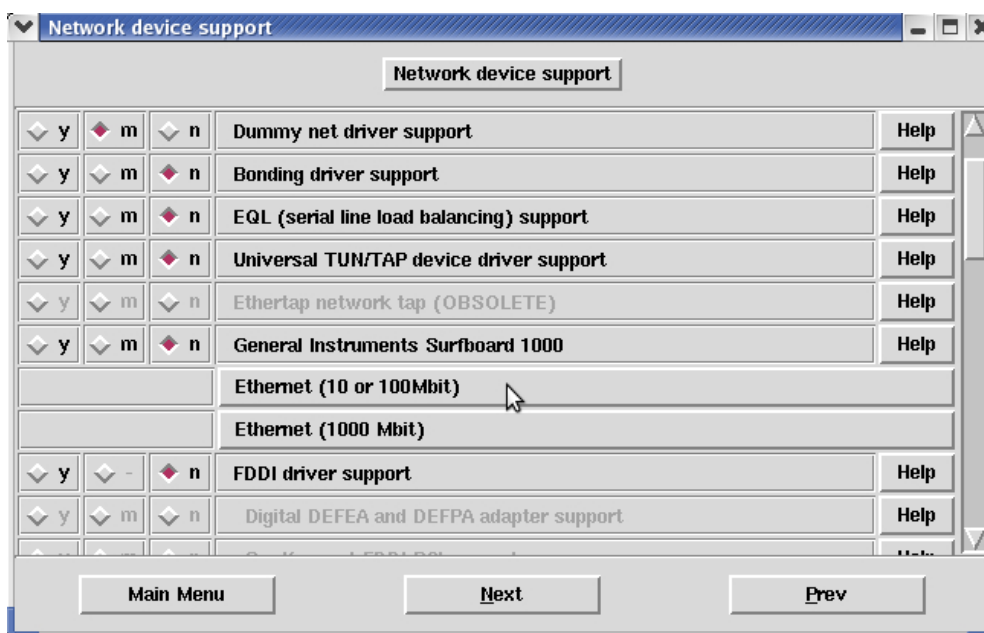 Network device support
Network device support
y m n Dummy net driver support Help
y m n Bonding driver support Help
y m n EQL (serial line load balancing) support Help
y m n Universal TUN/TAP device driver support Help
y m n Ethertap network tap (OBSOLETE) Help
y m n General Instruments Surfboard 1000 Help
Ethernet (10 or 100Mbit)
Ethernet (1000 Mbit)
y - n FDDI driver support Help
y m n Digital DEFEA and DEFPA adapter support Help
Main Menu Next Prev